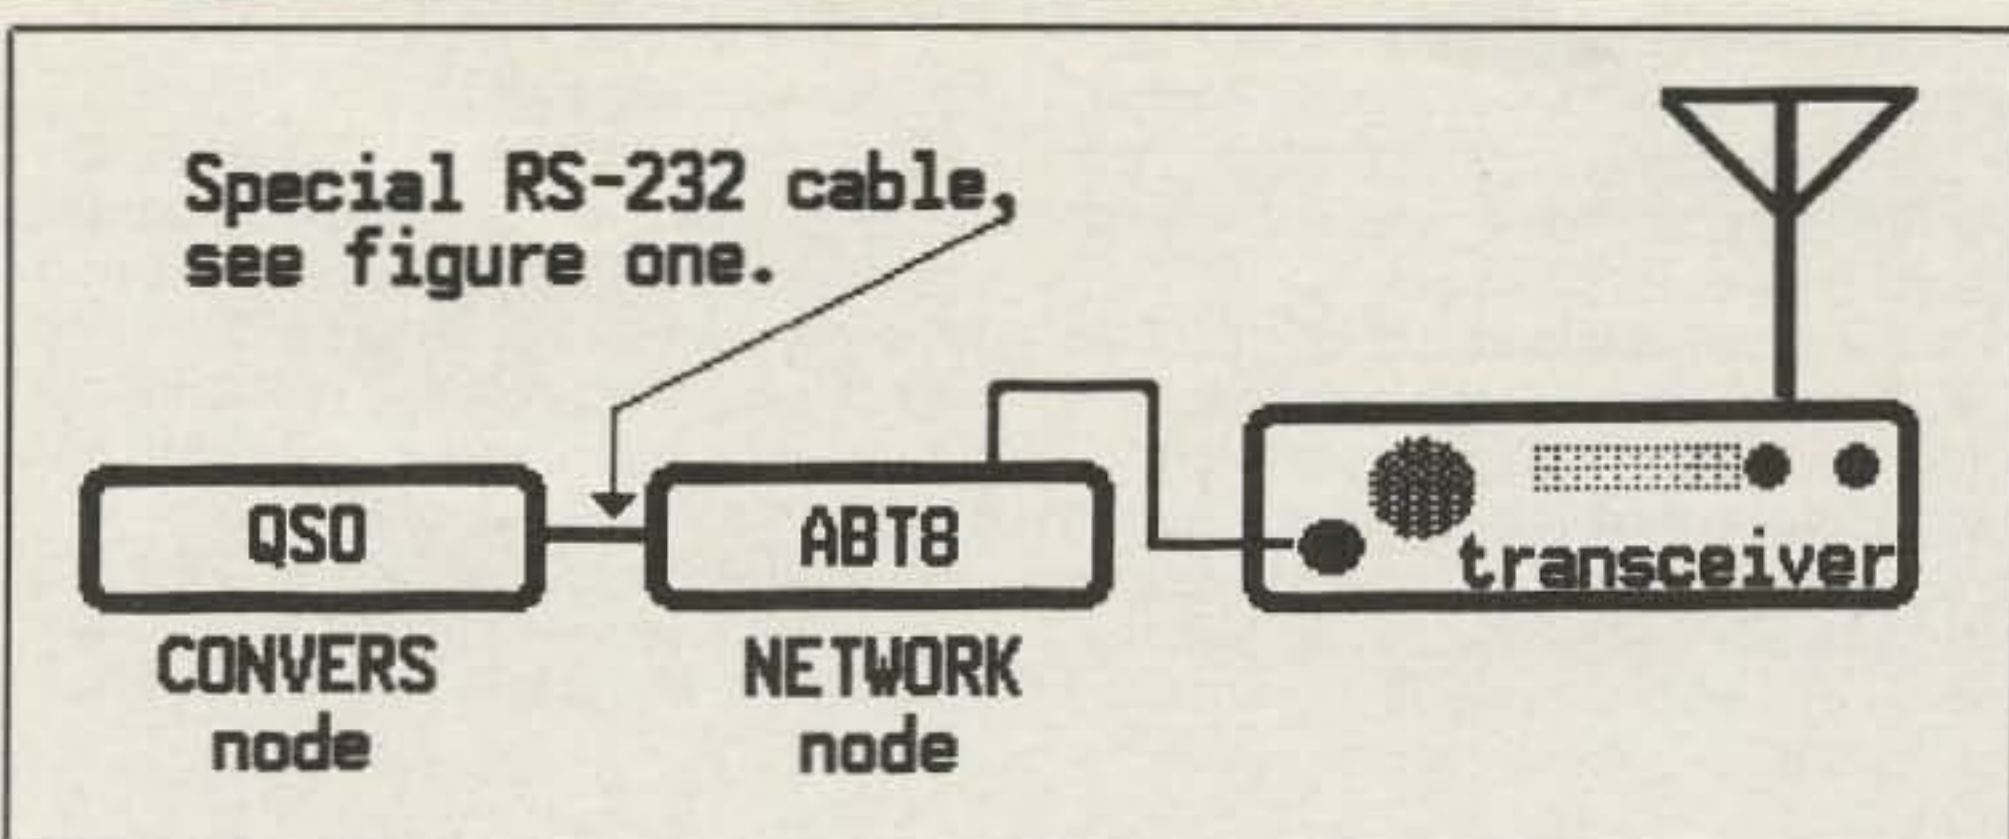 Special RS-232 cable,
see figure one.
QSO
ABT8
transceiver
CONVERS
node
NETWORK
node